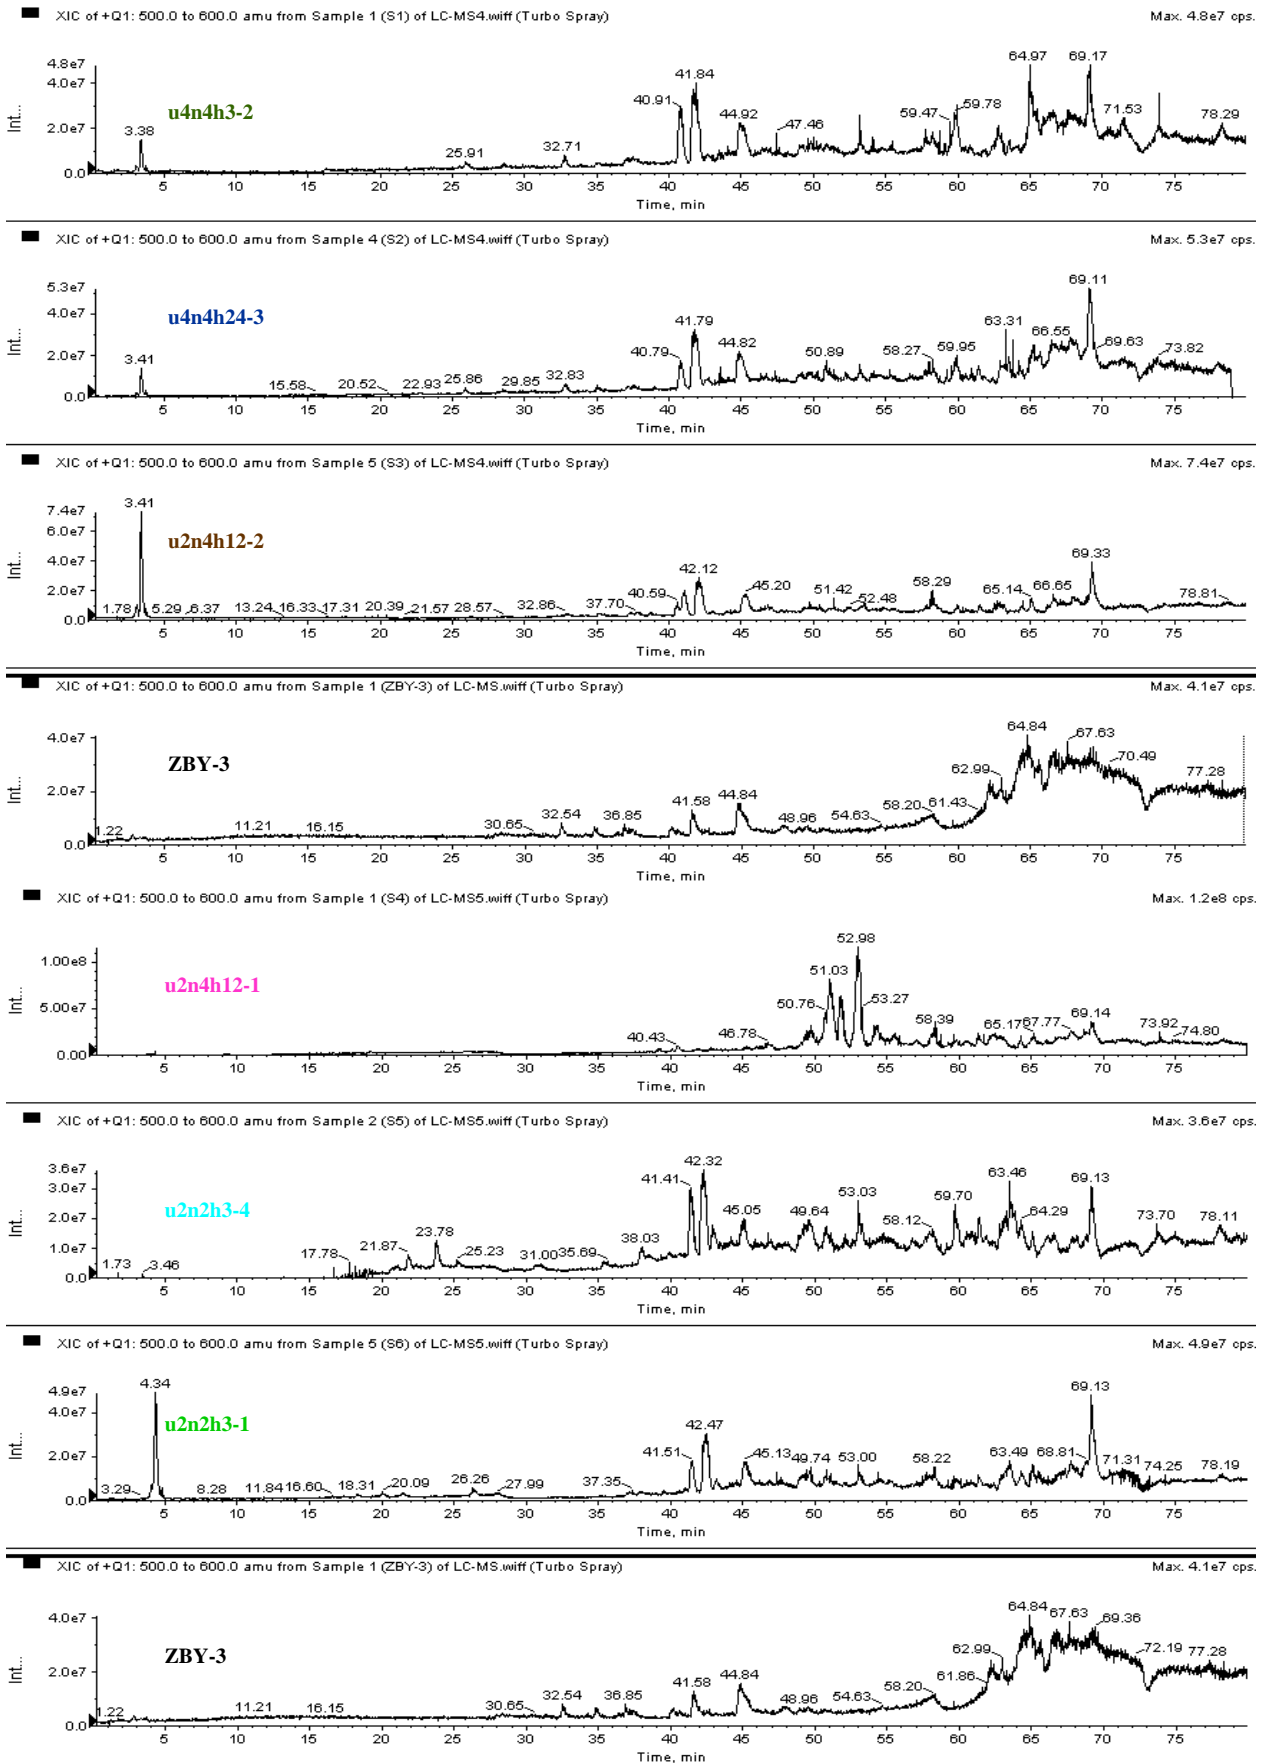 XIC of +Q1: 500.0 to 600.0 amu from Sample 1 (S1) of LC-MS4.wiff (Turbo Spray) Max. 4.8e7 cps.
4.8e7
4.0e7
2.0e7
0.0
Int...
u4n4h3-2
3.38 25.91 32.71 40.91 41.84 44.92 47.46 59.47 59.78 64.97 69.17 71.53 78.29
5 10 15 20 25 30 35 40 45 50 55 60 65 70 75
Time, min
XIC of +Q1: 500.0 to 600.0 amu from Sample 4 (S2) of LC-MS4.wiff (Turbo Spray) Max. 5.3e7 cps.
5.3e7
4.0e7
2.0e7
0.0
Int...
u4n4h24-3
3.41 15.58 20.52 22.93 25.86 29.85 32.83 40.79 41.79 44.82 50.89 58.27 59.95 63.31 66.55 69.11 69.63 73.82
5 10 15 20 25 30 35 40 45 50 55 60 65 70 75
Time, min
XIC of +Q1: 500.0 to 600.0 amu from Sample 5 (S3) of LC-MS4.wiff (Turbo Spray) Max. 7.4e7 cps.
7.4e7
6.0e7
4.0e7
2.0e7
0.0
Int...
u2n4h12-2
1.78 3.41 5.29 6.37 13.24 16.33 17.31 20.39 21.57 28.57 32.86 37.70 40.59 42.12 45.20 51.42 52.48 58.29 65.14 66.65 69.33 78.81
5 10 15 20 25 30 35 40 45 50 55 60 65 70 75
Time, min
XIC of +Q1: 500.0 to 600.0 amu from Sample 1 (ZBY-3) of LC-MS.wiff (Turbo Spray) Max. 4.1e7 cps.
4.0e7
2.0e7
0.0
Int...
ZBY-3
1.22 11.21 16.15 30.65 32.54 36.85 41.58 44.84 48.96 54.63 58.20 61.43 62.99 64.84 67.63 70.49 77.28
5 10 15 20 25 30 35 40 45 50 55 60 65 70 75
Time, min
XIC of +Q1: 500.0 to 600.0 amu from Sample 1 (S4) of LC-MS5.wiff (Turbo Spray) Max. 1.2e8 cps.
1.00e8
5.00e7
0.00
Int...
u2n4h12-1
40.43 46.78 50.76 51.03 52.98 53.27 58.39 65.17 67.77 69.14 73.92 74.80
5 10 15 20 25 30 35 40 45 50 55 60 65 70 75
Time, min
XIC of +Q1: 500.0 to 600.0 amu from Sample 2 (S5) of LC-MS5.wiff (Turbo Spray) Max. 3.6e7 cps.
3.6e7
3.0e7
2.0e7
1.0e7
0.0
Int...
u2n2h3-4
1.73 3.46 17.78 21.87 23.78 25.23 31.00 35.69 38.03 41.41 42.32 45.05 49.64 53.03 58.12 59.70 63.46 64.29 69.13 73.70 78.11
5 10 15 20 25 30 35 40 45 50 55 60 65 70 75
Time, min
XIC of +Q1: 500.0 to 600.0 amu from Sample 5 (S6) of LC-MS5.wiff (Turbo Spray) Max. 4.9e7 cps.
4.9e7
4.0e7
2.0e7
0.0
Int...
u2n2h3-1
3.29 4.34 8.28 11.84 16.60 18.31 20.09 26.26 27.99 37.35 41.51 42.47 45.13 49.74 53.00 58.22 63.49 68.81 69.13 71.31 74.25 78.19
5 10 15 20 25 30 35 40 45 50 55 60 65 70 75
Time, min
XIC of +Q1: 500.0 to 600.0 amu from Sample 1 (ZBY-3) of LC-MS.wiff (Turbo Spray) Max. 4.1e7 cps.
4.0e7
2.0e7
0.0
Int...
ZBY-3
1.22 11.21 16.15 30.65 32.54 36.85 41.58 44.84 48.96 54.63 58.20 61.86 62.99 64.84 67.63 69.36 72.19 77.28
5 10 15 20 25 30 35 40 45 50 55 60 65 70 75
Time, min